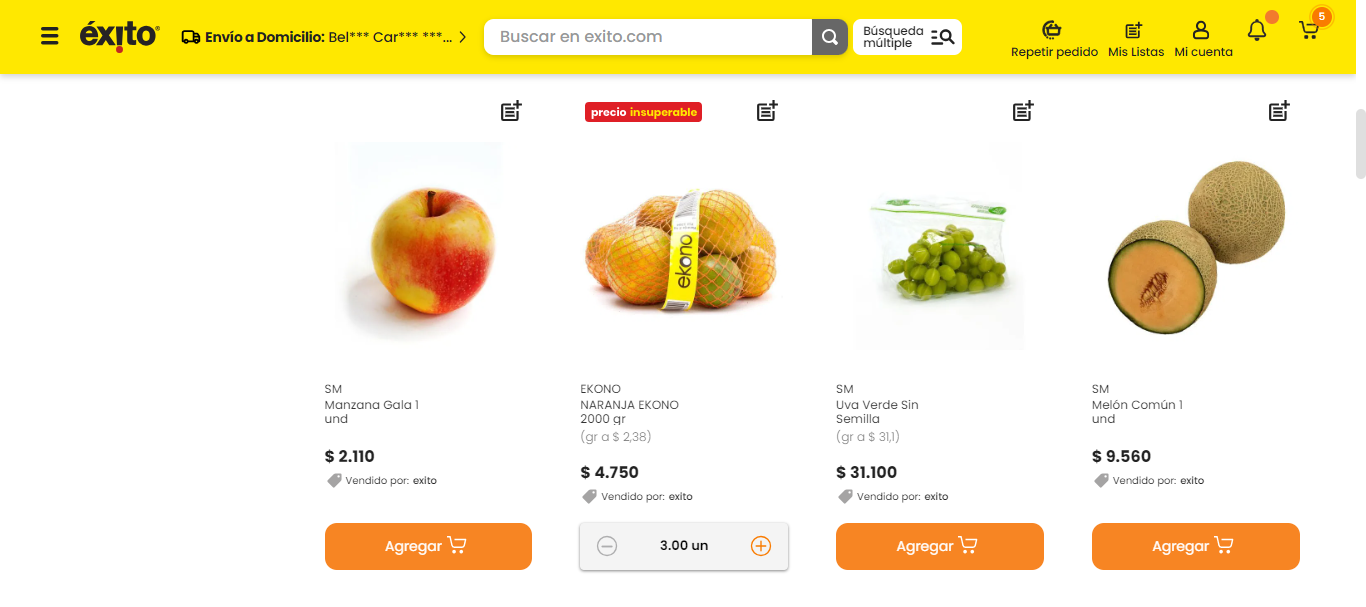 éxito
Envío a Domicilio: Bel*** Car*** ***...
Buscar en exito.com
Búsqueda
múltiple
Repetir pedido
Mis Listas
Mi cuenta
5
precio insuperable
ekono
SM
Manzana Gala 1
und
$ 2.110
Vendido por: exito
Agregar
EKONO
NARANJA EKONO
2000 gr
(gr a $ 2,38)
$ 4.750
Vendido por: exito
3.00 un
SM
Uva Verde Sin
Semilla
(gr a $ 31,1)
$ 31.100
Vendido por: exito
Agregar
SM
Melón Común 1
und
$ 9.560
Vendido por: exito
Agregar